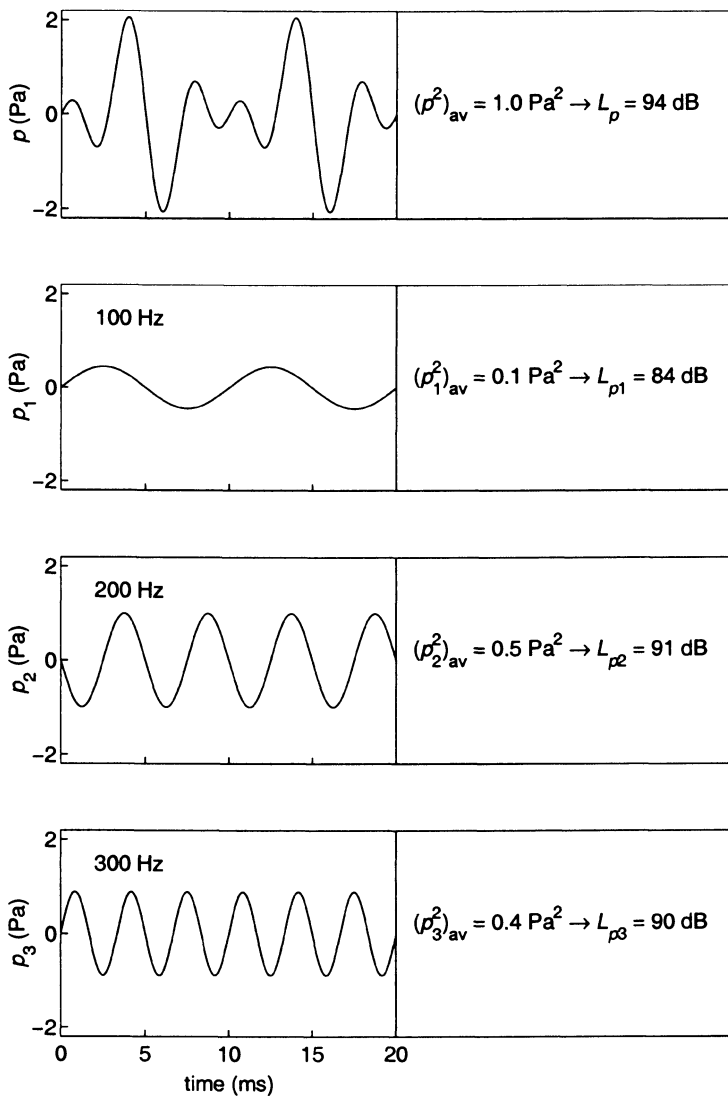 2
0
−2
p (Pa)
(p²)av = 1.0 Pa² → Lp = 94 dB
2
0
−2
p1 (Pa)
100 Hz
(p1²)av = 0.1 Pa² → Lp1 = 84 dB
2
0
−2
p2 (Pa)
200 Hz
(p2²)av = 0.5 Pa² → Lp2 = 91 dB
2
0
−2
p3 (Pa)
300 Hz
(p3²)av = 0.4 Pa² → Lp3 = 90 dB
0 5 10 15 20
time (ms)